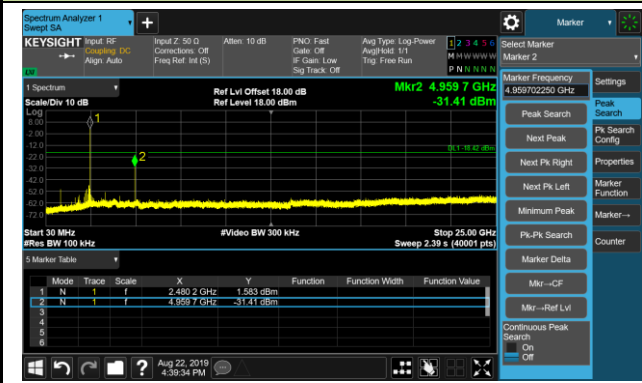 Spectrum Analyzer 1
Swept SA
+
Marker
KEYSIGHT
Input: RF
Coupling: DC
Align: Auto
Input Z: 50 Ω
Corrections: Off
Freq Ref: Int (S)
Atten: 10 dB
PNO: Fast
Gate: Off
IF Gain: Low
Sig Track: Off
Avg Type: Log-Power
Avg|Hold: 1/1
Trig: Free Run
1 2 3 4 5 6
M W W W W W
P N N N N N
Select Marker
Marker 2
Marker Frequency
4.959702250 GHz
Settings
Peak Search
Peak
Search
Next Peak
Pk Search
Config
Next Pk Right
Properties
Next Pk Left
Marker
Function
Minimum Peak
Marker→
Pk-Pk Search
Counter
Marker Delta
Mkr→CF
Mkr→Ref Lvl
Continuous Peak
Search
On
Off
1 Spectrum
Scale/Div 10 dB
Log
Ref Lvl Offset 18.00 dB
Ref Level 18.00 dBm
Mkr2 4.959 7 GHz
-31.41 dBm
8.00
-2.00
-12.0
-22.0
-32.0
-42.0
-52.0
-62.0
-72.0
1
2
DL1 -18.42 dBm
Start 30 MHz
#Res BW 100 kHz
#Video BW 300 kHz
Stop 25.00 GHz
Sweep 2.39 s (40001 pts)
5 Marker Table
Mode Trace Scale X Y Function Function Width Function Value
1 N 1 f 2.480 2 GHz 1.583 dBm
2 N 1 f 4.959 7 GHz -31.41 dBm
3
4
5
6
?
Aug 22, 2019
4:39:34 PM